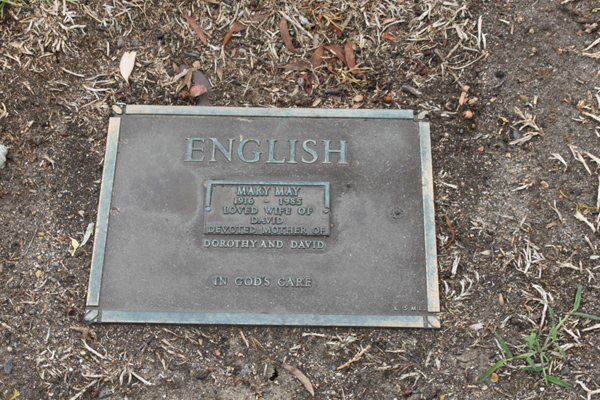 ENGLISH
MARY MAY
1916 - 1985
LOVED WIFE OF
DAVID
DEVOTED MOTHER OF
DOROTHY AND DAVID
IN GOD'S CARE